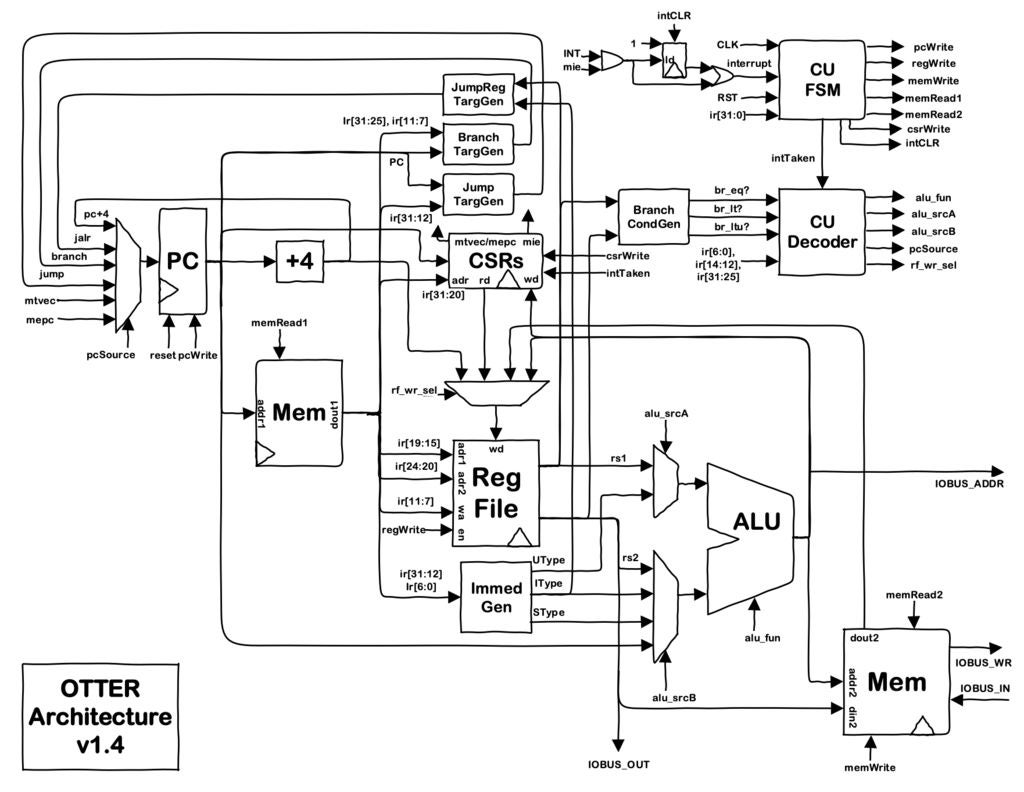 intCLR
1
ld
INT
mie
interrupt
CLK
RST
ir[31:0]
CU
FSM
pcWrite
regWrite
memWrite
memRead1
memRead2
csrWrite
intCLR
intTaken
JumpReg
TargGen
Ir[31:25], ir[11:7]
Branch
TargGen
PC
Jump
TargGen
ir[31:12]
pc+4
jalr
branch
jump
mtvec
mepc
pcSource
PC
reset pcWrite
+4
mtvec/mepc mie
CSRs
adr rd wd
ir[31:20]
csrWrite
intTaken
Branch
CondGen
br_eq?
br_lt?
br_ltu?
ir[6:0],
ir[14:12],
ir[31:25]
CU
Decoder
alu_fun
alu_srcA
alu_srcB
pcSource
rf_wr_sel
memRead1
addr1
Mem
dout1
rf_wr_sel
wd
ir[19:15]
ir[24:20]
ir[11:7]
regWrite
adr1
adr2
wa
en
Reg
File
rs1
alu_srcA
ALU
alu_fun
IOBUS_ADDR
ir[31:12]
Ir[6:0]
Immed
Gen
UType
IType
SType
rs2
alu_srcB
IOBUS_OUT
memRead2
dout2
addr2
din2
Mem
memWrite
IOBUS_WR
IOBUS_IN
OTTER
Architecture
v1.4